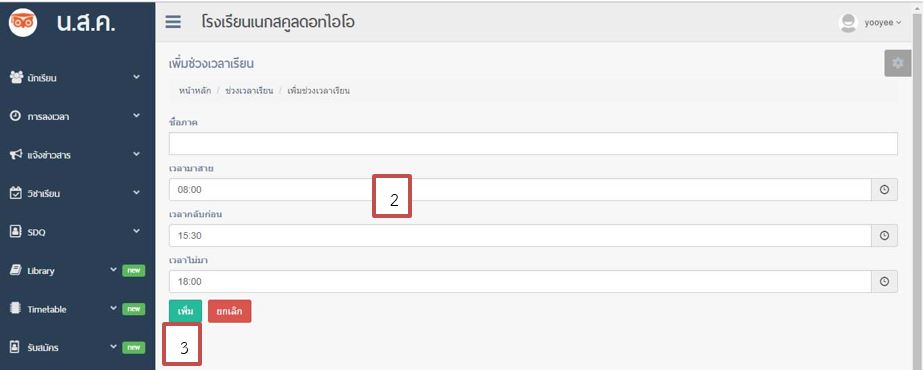 น.ส.ค.
โรงเรียนเนกสคูลดอทไอโอ
yooyee
เพิ่มช่วงเวลาเรียน
นักเรียน
หน้าหลัก / ช่วงเวลาเรียน / เพิ่มช่วงเวลาเรียน
การลงเวลา
ชื่อภาค
แจ้งข่าวสาร
เวลามาสาย
08:00
2
วิชาเรียน
เวลากลับก่อน
SDQ
15:30
เวลาไม่มา
Library new
18:00
Timetable new
เพิ่ม ยกเลิก
รับสมัคร new
3